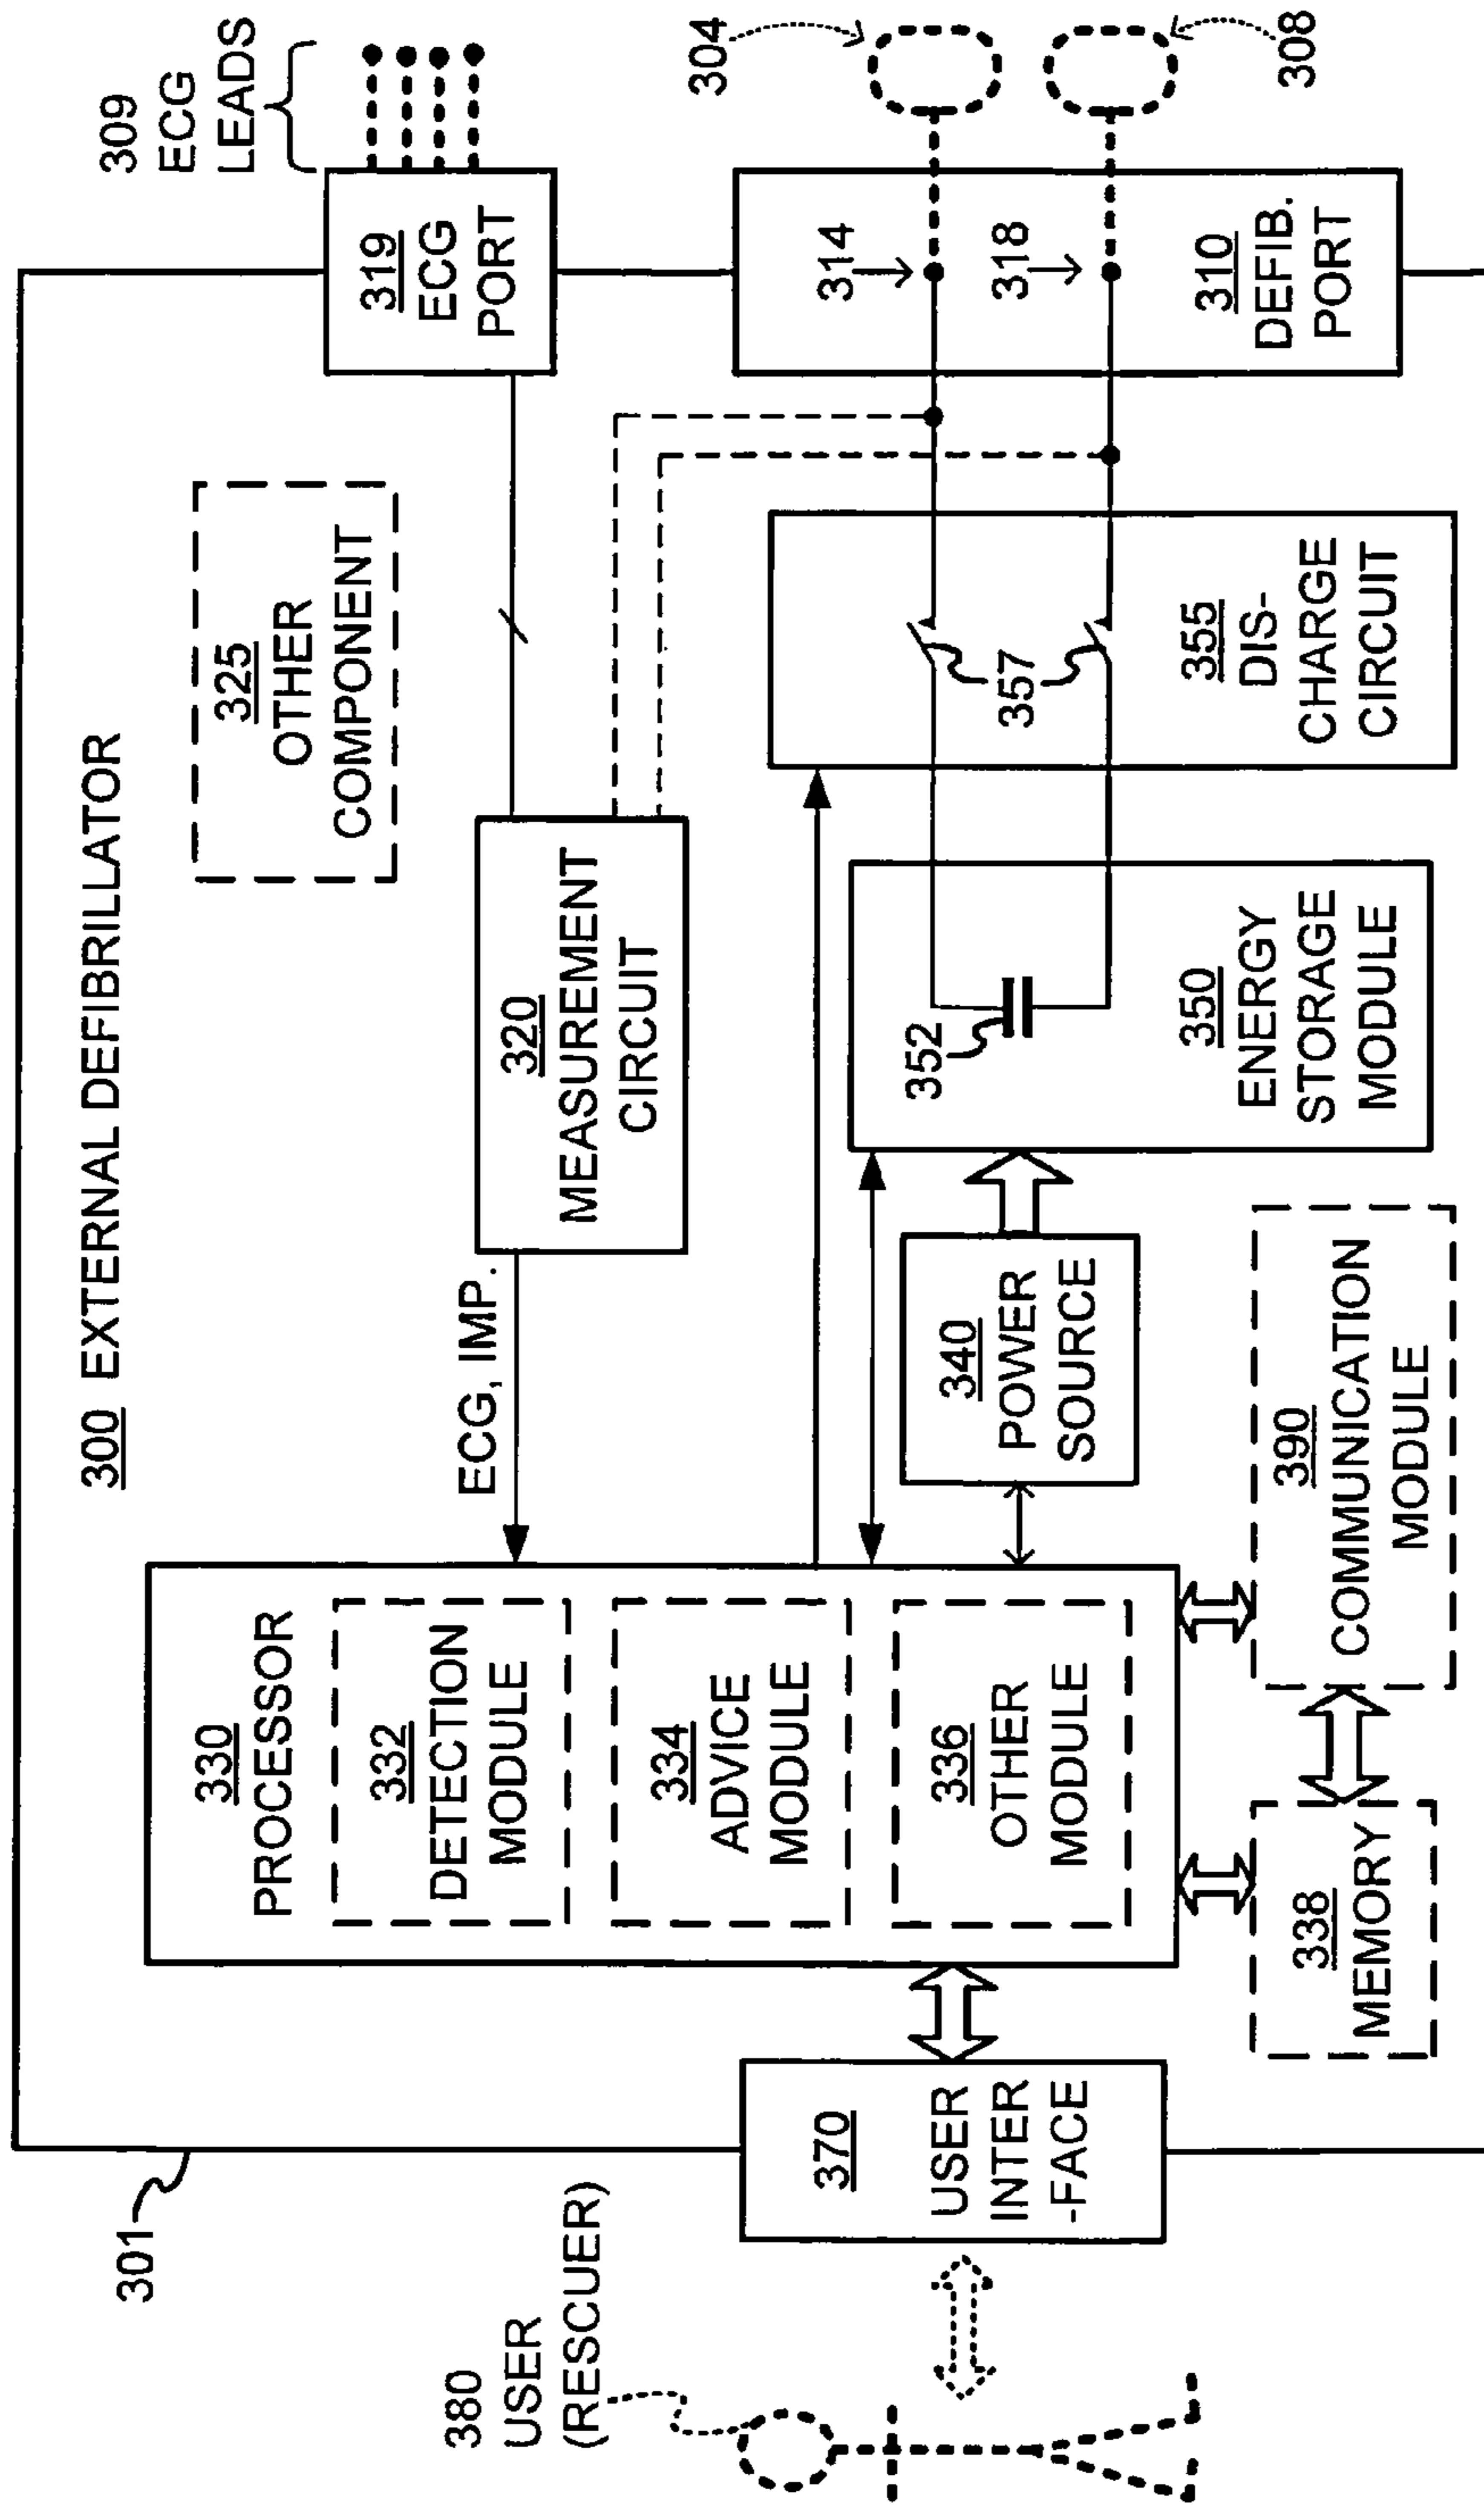 300 EXTERNAL DEFIBRILLATOR
301
309
ECG
LEADS
319
ECG
PORT
325
OTHER
COMPONENT
330
PROCESSOR
332
DETECTION
MODULE
334
ADVICE
MODULE
336
OTHER
MODULE
ECG, IMP.
320
MEASUREMENT
CIRCUIT
380
USER
(RESCUER)
370
USER
INTER
-FACE
340
POWER
SOURCE
352
350
ENERGY
STORAGE
MODULE
357
355
DIS-
CHARGE
CIRCUIT
314
318
310
DEFIB.
PORT
304
308
338
MEMORY
390
COMMUNICATION
MODULE